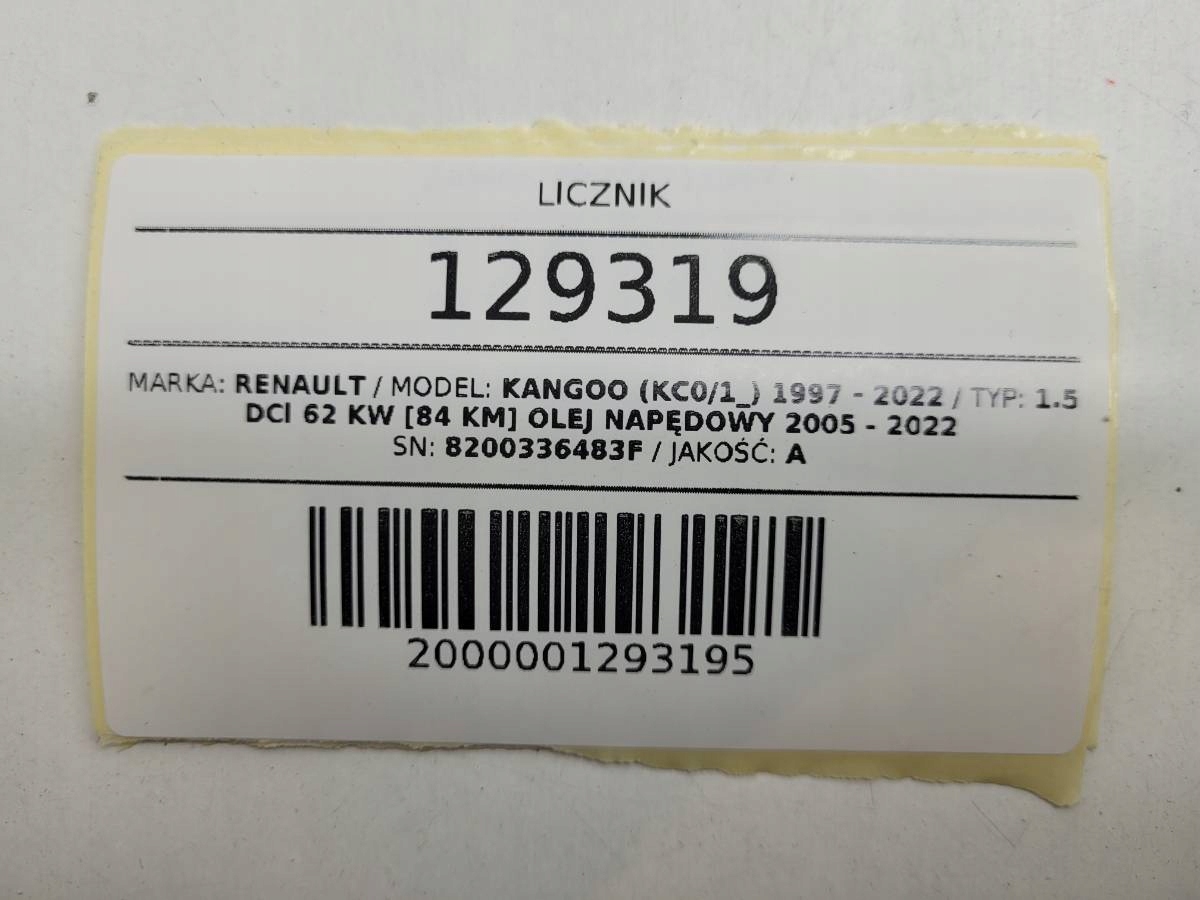 LICZNIK
129319
MARKA: RENAULT / MODEL: KANGOO (KC0/1_) 1997 - 2022 / TYP: 1.5
DCI 62 KW [84 KM] OLEJ NAPĘDOWY 2005 - 2022
SN: 8200336483F / JAKOŚĆ: A
2000001293195